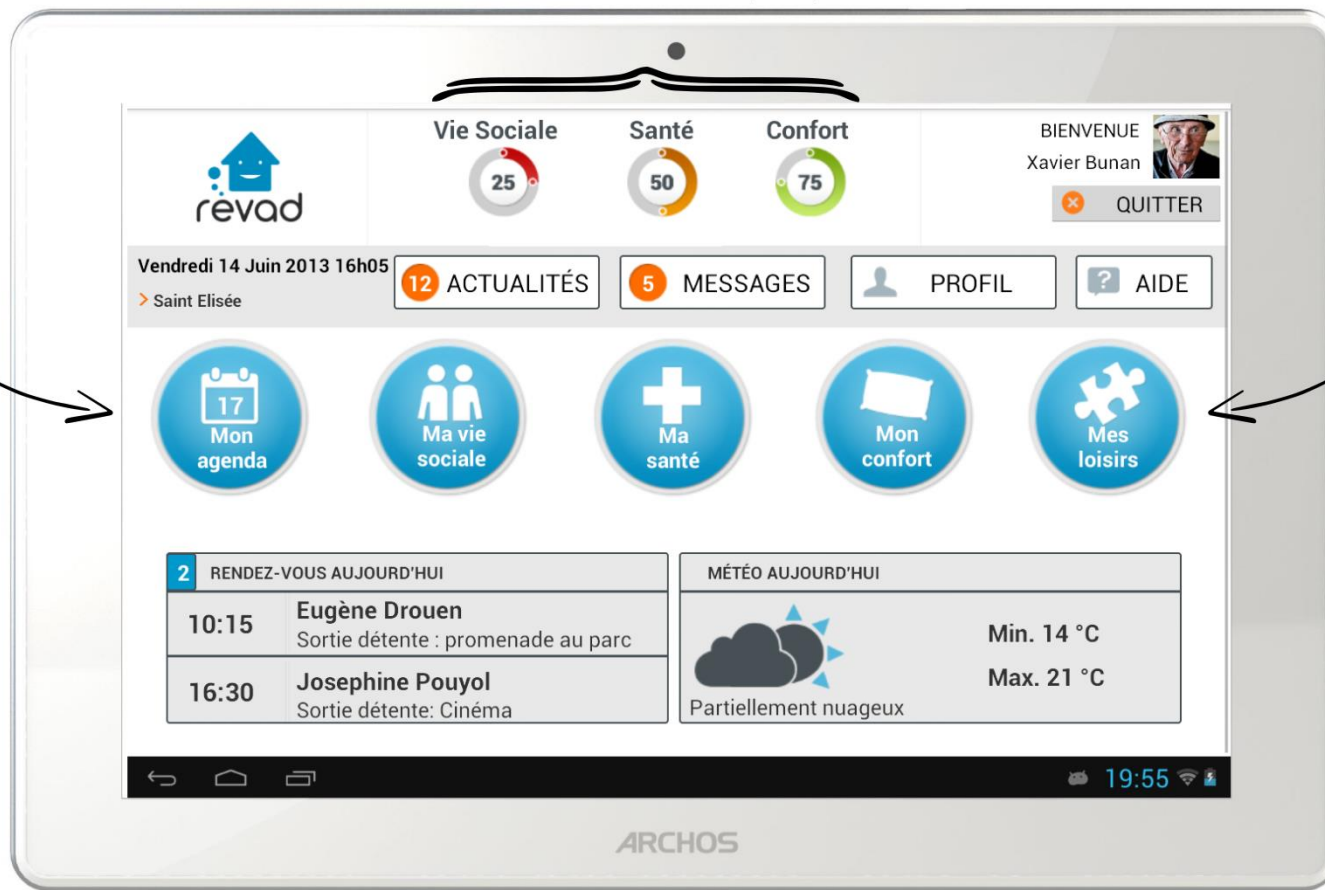 Vie Sociale
Santé
Confort
25
50
75
BIENVENUE
Xavier Bunan
QUITTER
revad
Vendredi 14 Juin 2013 16h05
> Saint Elisée
12 ACTUALITÉS
5 MESSAGES
PROFIL
? AIDE
17
Mon
agenda
Ma vie
sociale
Ma
santé
Mon
confort
Mes
loisirs
2 RENDEZ-VOUS AUJOURD'HUI
10:15
Eugène Drouen
Sortie détente : promenade au parc
16:30
Josephine Pouyol
Sortie détente: Cinéma
MÉTÉO AUJOURD'HUI
Min. 14 °C
Max. 21 °C
Partiellement nuageux
19:55
ARCHOS